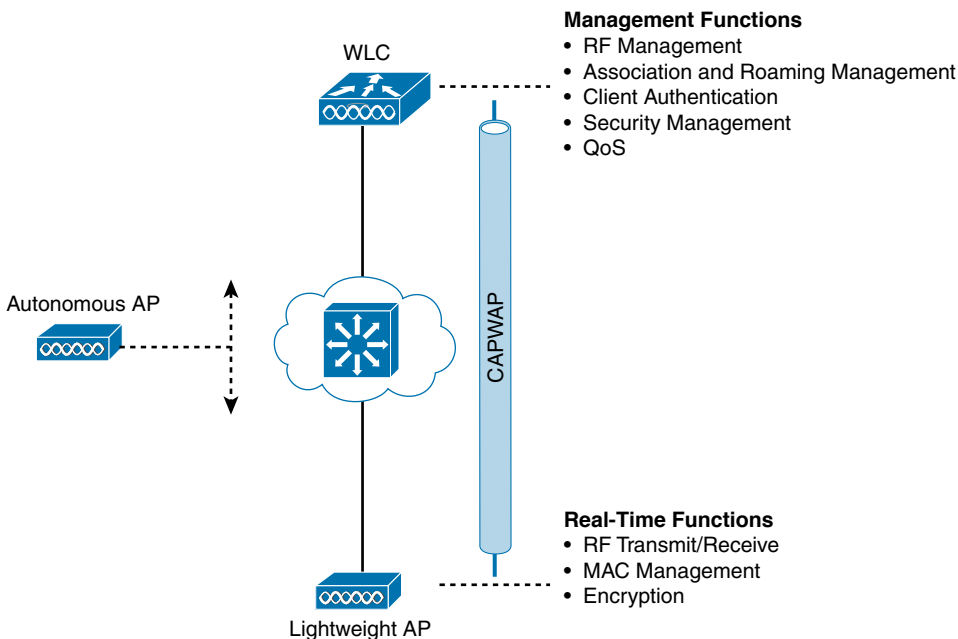 Management Functions
• RF Management
WLC
• Association and Roaming Management
• Client Authentication
• Security Management
• QoS
Autonomous AP
CAPWAP
Real-Time Functions
• RF Transmit/Receive
• MAC Management
• Encryption
Lightweight AP